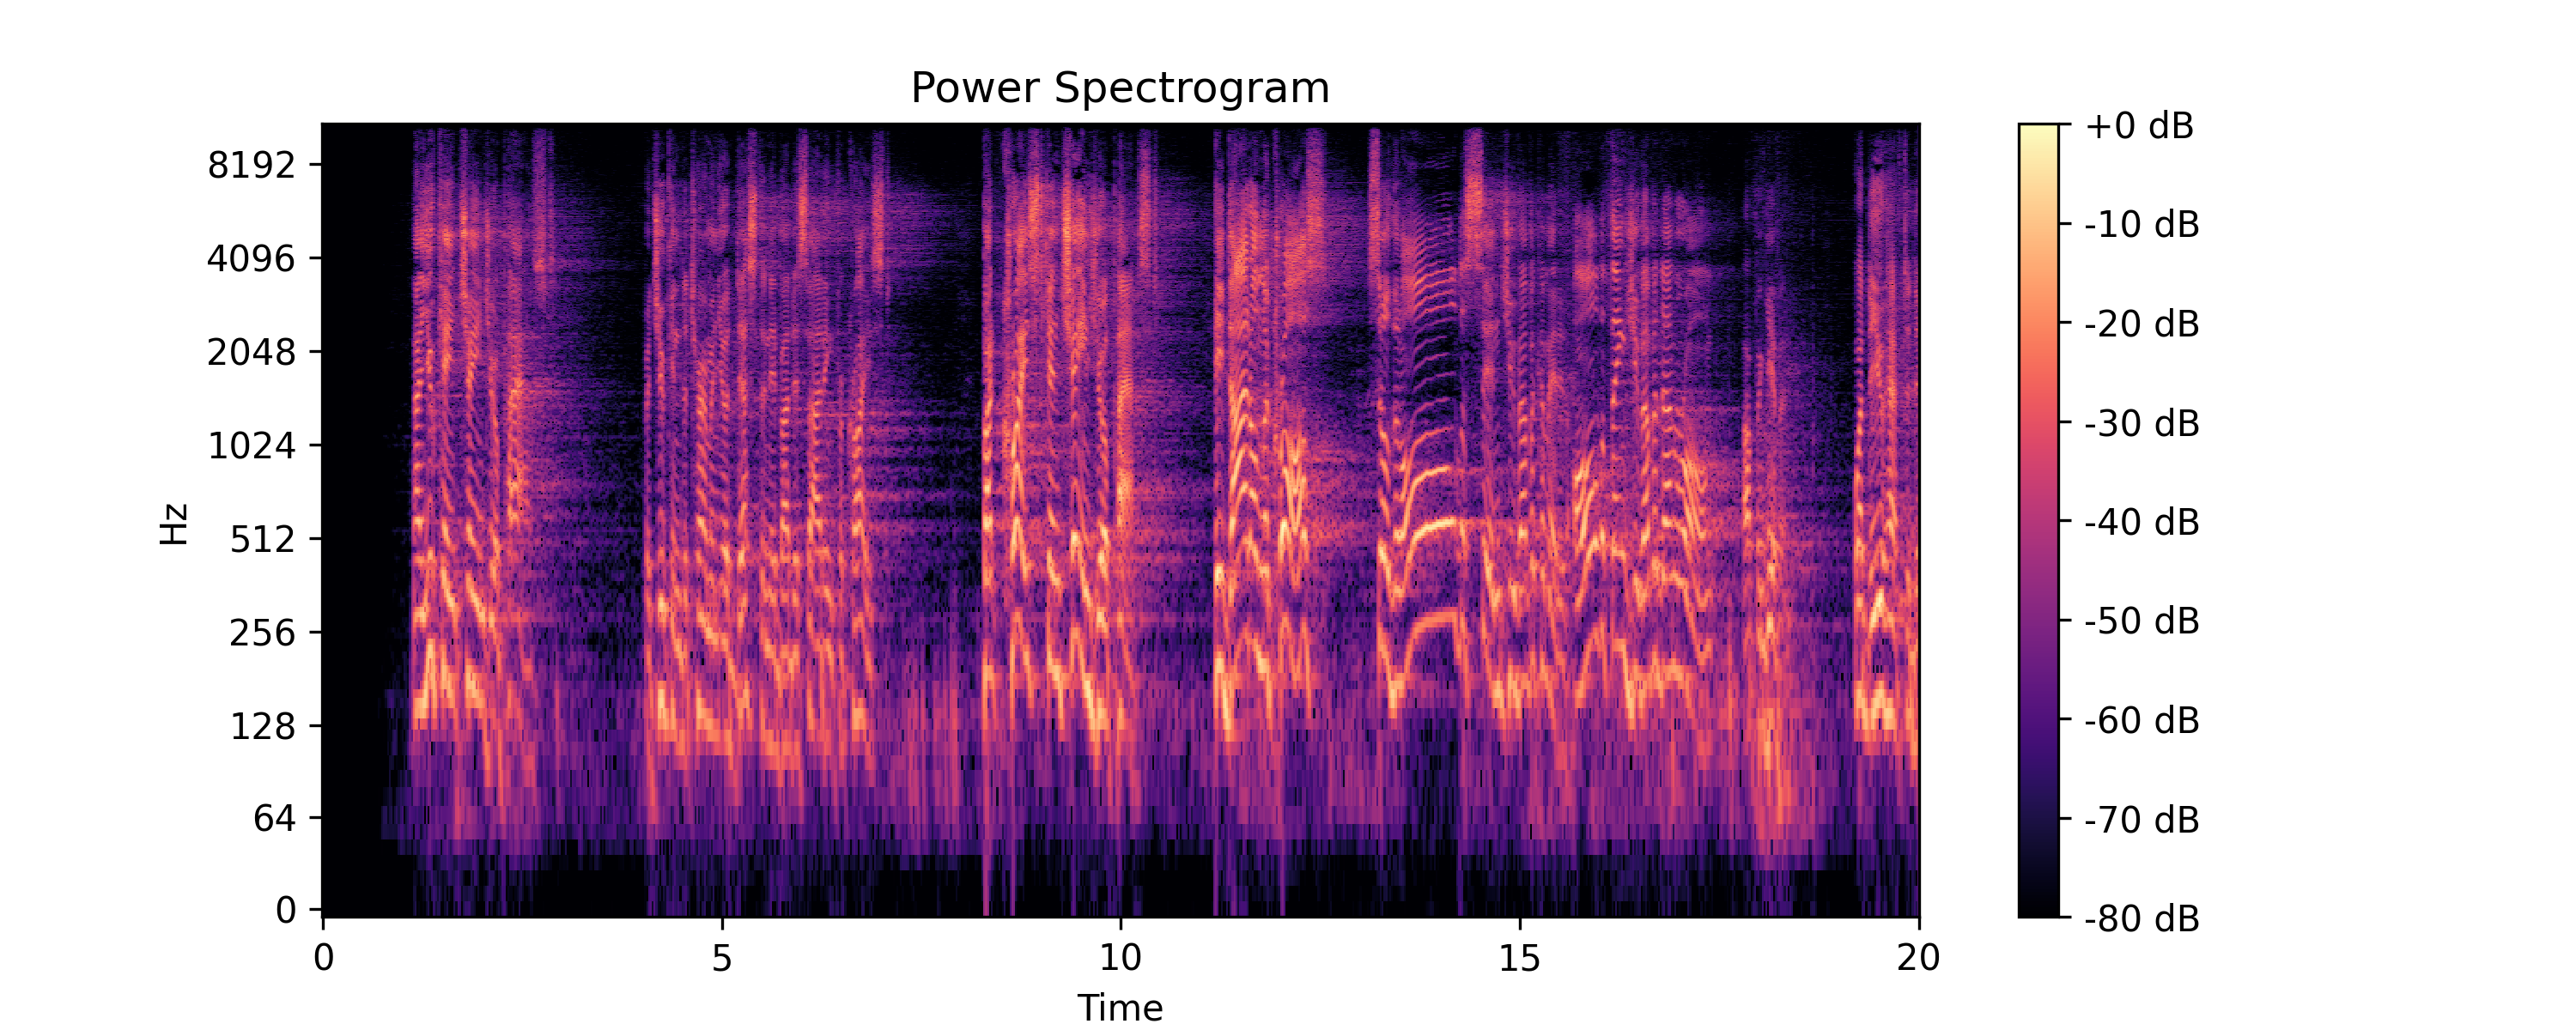 Power Spectrogram
Hz
8192
4096
2048
1024
512
256
128
64
0
0 5 10 15 20
Time
+0 dB
-10 dB
-20 dB
-30 dB
-40 dB
-50 dB
-60 dB
-70 dB
-80 dB